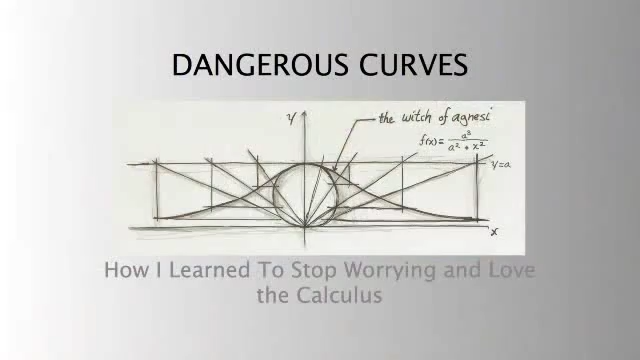 DANGEROUS CURVES
y
the witch of agnesi
f(x) = a³ / (a² + x²)
y=a
x
How I Learned To Stop Worrying and Love
the Calculus